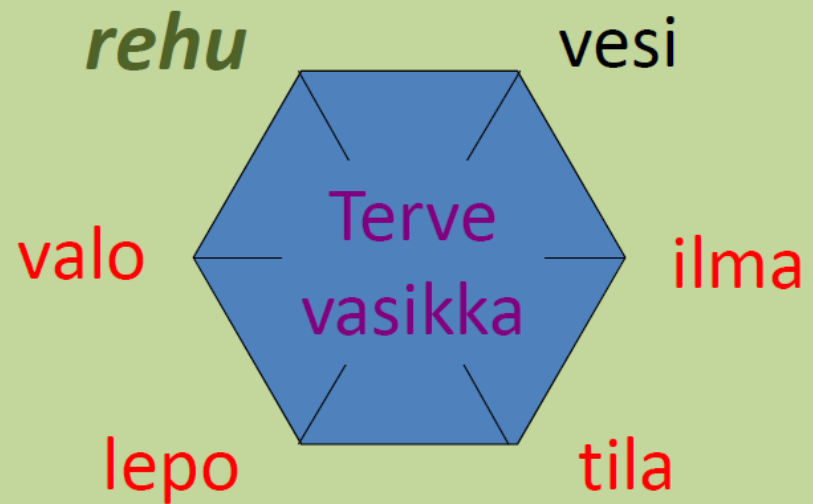 rehu
vesi
Terve
vasikka
valo
ilma
lepo
tila